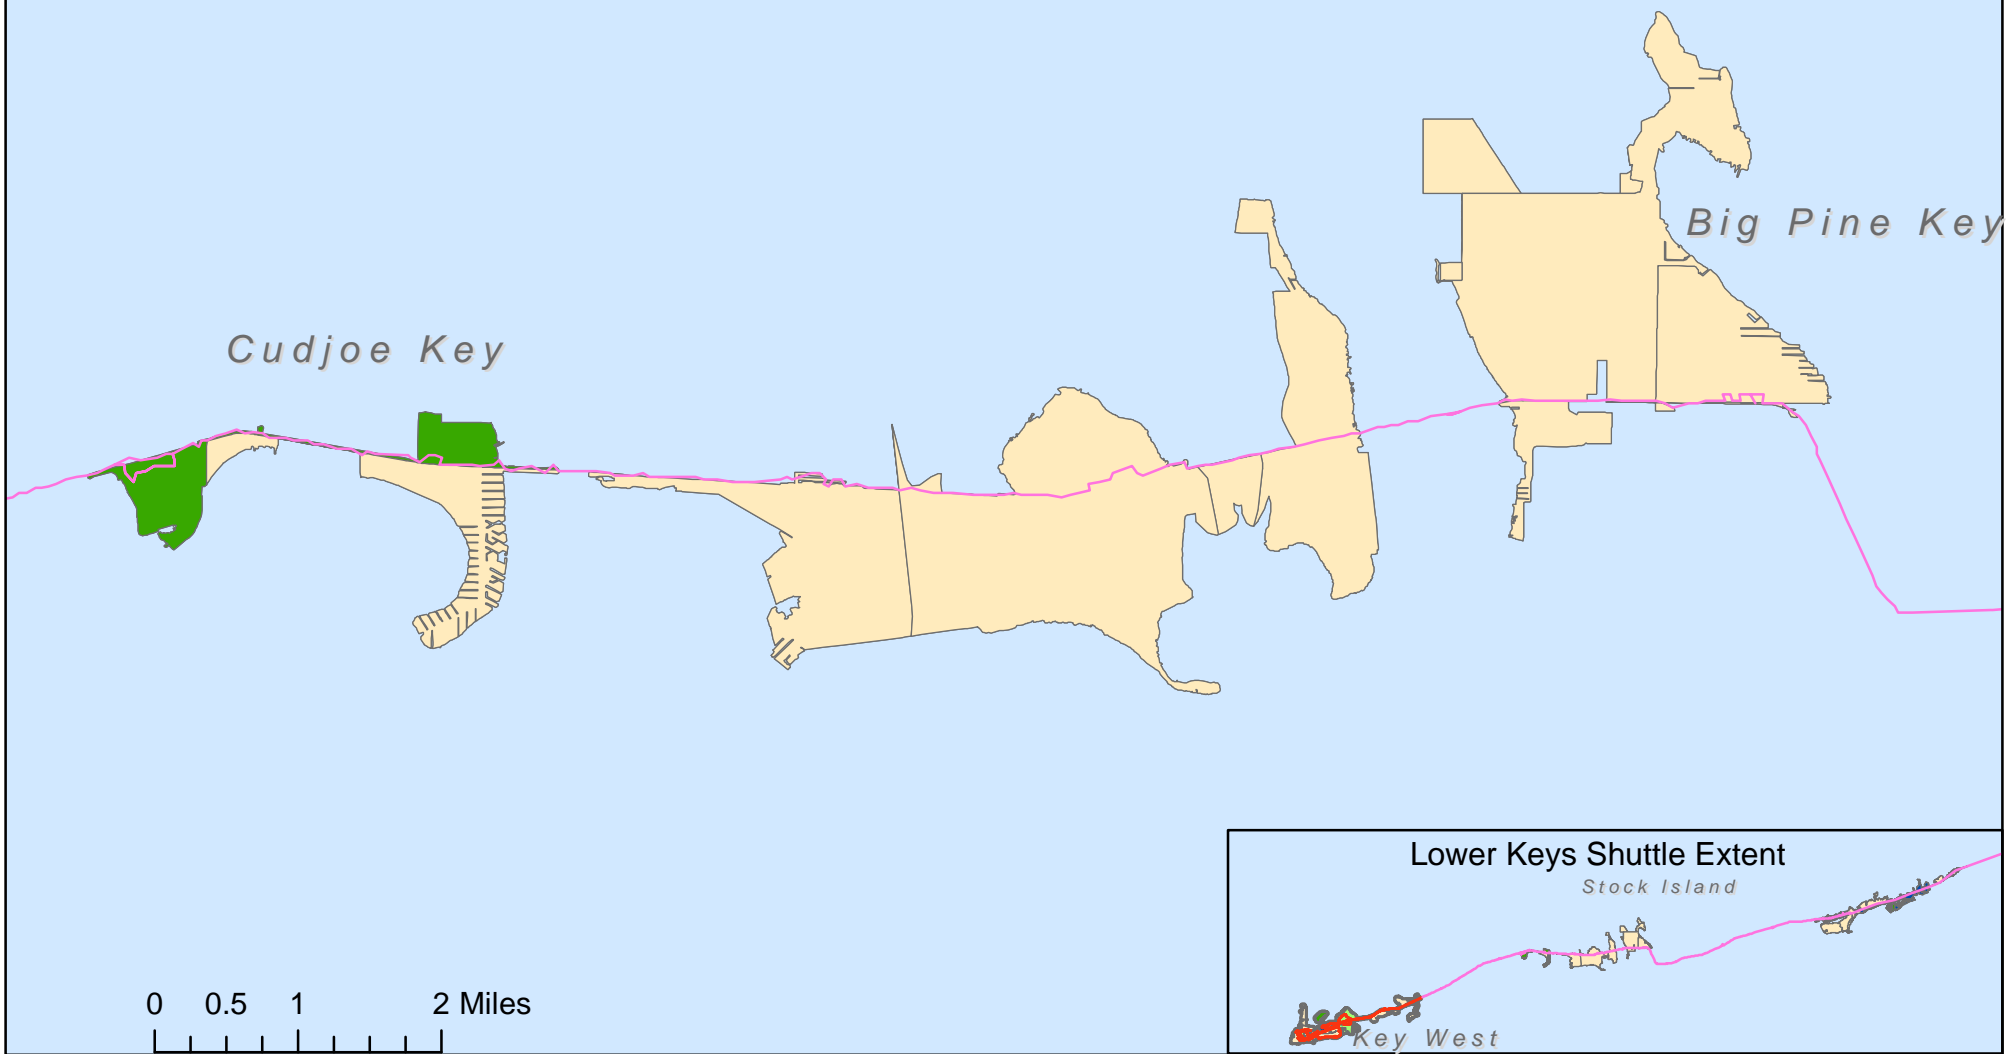 Big Pine Key
Cudjoe Key
Lower Keys Shuttle Extent
Stock Island
Key West
0 0.5 1 2 Miles